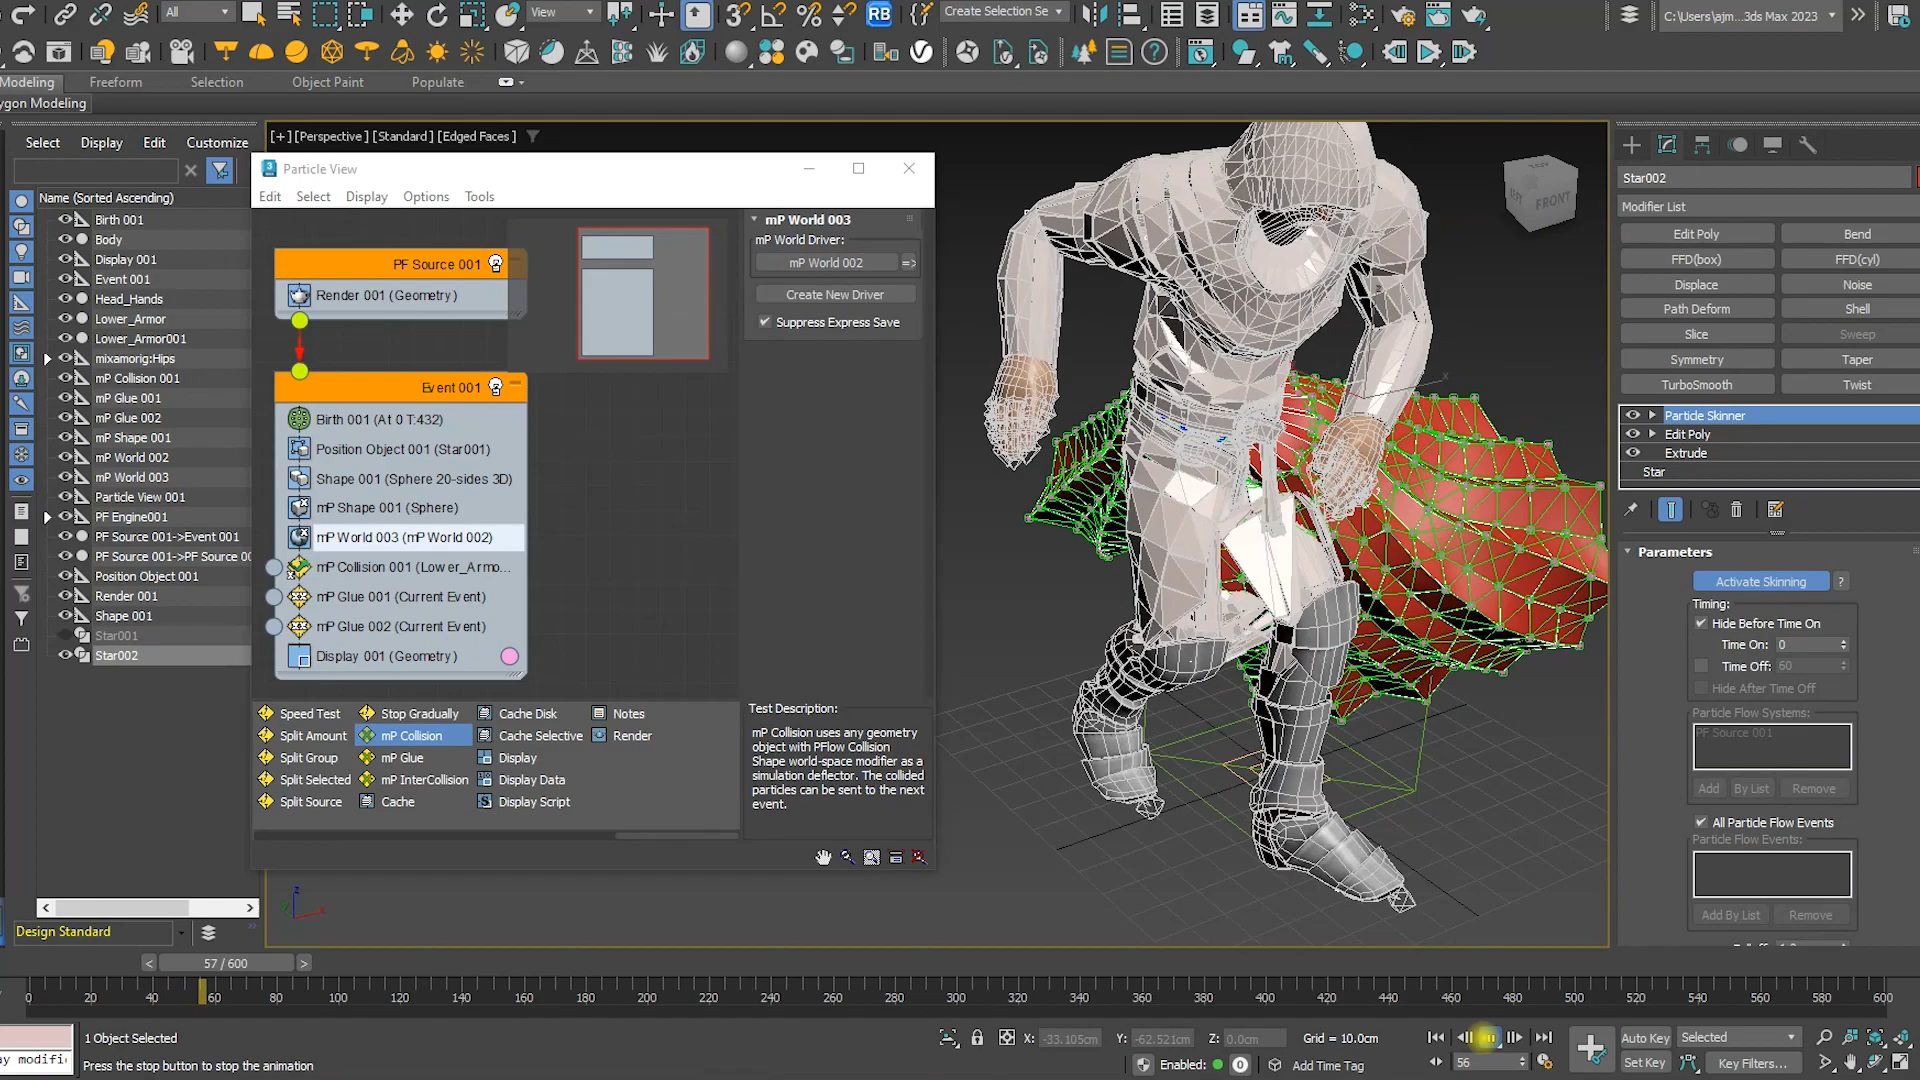 All
View
RB
Create Selection Se
C:\Users\ajm...3ds Max 2023
Modeling
Freeform
Selection
Object Paint
Populate
ygon Modeling
Select
Display
Edit
Customize
Name (Sorted Ascending)
Birth 001
Body
Display 001
Event 001
Head_Hands
Lower_Armor
Lower_Armor001
mixamorig:Hips
mP Collision 001
mP Glue 001
mP Glue 002
mP Shape 001
mP World 002
mP World 003
Particle View 001
PF Engine001
PF Source 001->Event 001
PF Source 001->PF Source 00
Position Object 001
Render 001
Shape 001
Star001
Star002
Design Standard
[+] [Perspective ] [Standard ] [Edged Faces ]
Particle View
Edit
Select
Display
Options
Tools
PF Source 001
Render 001 (Geometry )
Event 001
Birth 001 (At 0 T:432)
Position Object 001 (Star001)
Shape 001 (Sphere 20-sides 3D)
mP Shape 001 (Sphere)
mP World 003 (mP World 002)
mP Collision 001 (Lower_Armo...
mP Glue 001 (Current Event)
mP Glue 002 (Current Event)
Display 001 (Geometry )
mP World 003
mP World Driver:
mP World 002
=>
Create New Driver
Suppress Express Save
Speed Test
Stop Gradually
Cache Disk
Notes
Split Amount
mP Collision
Cache Selective
Render
Split Group
mP Glue
Display
Split Selected
mP InterCollision
Display Data
Split Source
Cache
Display Script
Test Description:
mP Collision uses any geometry
object with PFlow Collision
Shape world-space modifier as a
simulation deflector. The collided
particles can be sent to the next
event.
FRONT
Star002
Modifier List
Edit Poly
Bend
FFD(box)
FFD(cyl)
Displace
Noise
Path Deform
Shell
Slice
Sweep
Symmetry
Taper
TurboSmooth
Twist
Particle Skinner
Edit Poly
Extrude
Star
Parameters
Activate Skinning
?
Timing:
Hide Before Time On
Time On: 0
Time Off: 60
Hide After Time Off
Particle Flow Systems:
PF Source 001
Add
By List
Remove
All Particle Flow Events
Particle Flow Events:
Add By List
Remove
57 / 600
0 20 40 60 80 100 120 140 160 180 200 220 240 260 280 300 320 340 360 380 400 420 440 460 480 500 520 540 560 580 600
1 Object Selected
ay modifi
Press the stop button to stop the animation
X: -33.105cm
Y: -62.521cm
Z: 0.0cm
Grid = 10.0cm
Enabled:
0
Add Time Tag
56
Auto Key
Selected
Set Key
Key Filters...